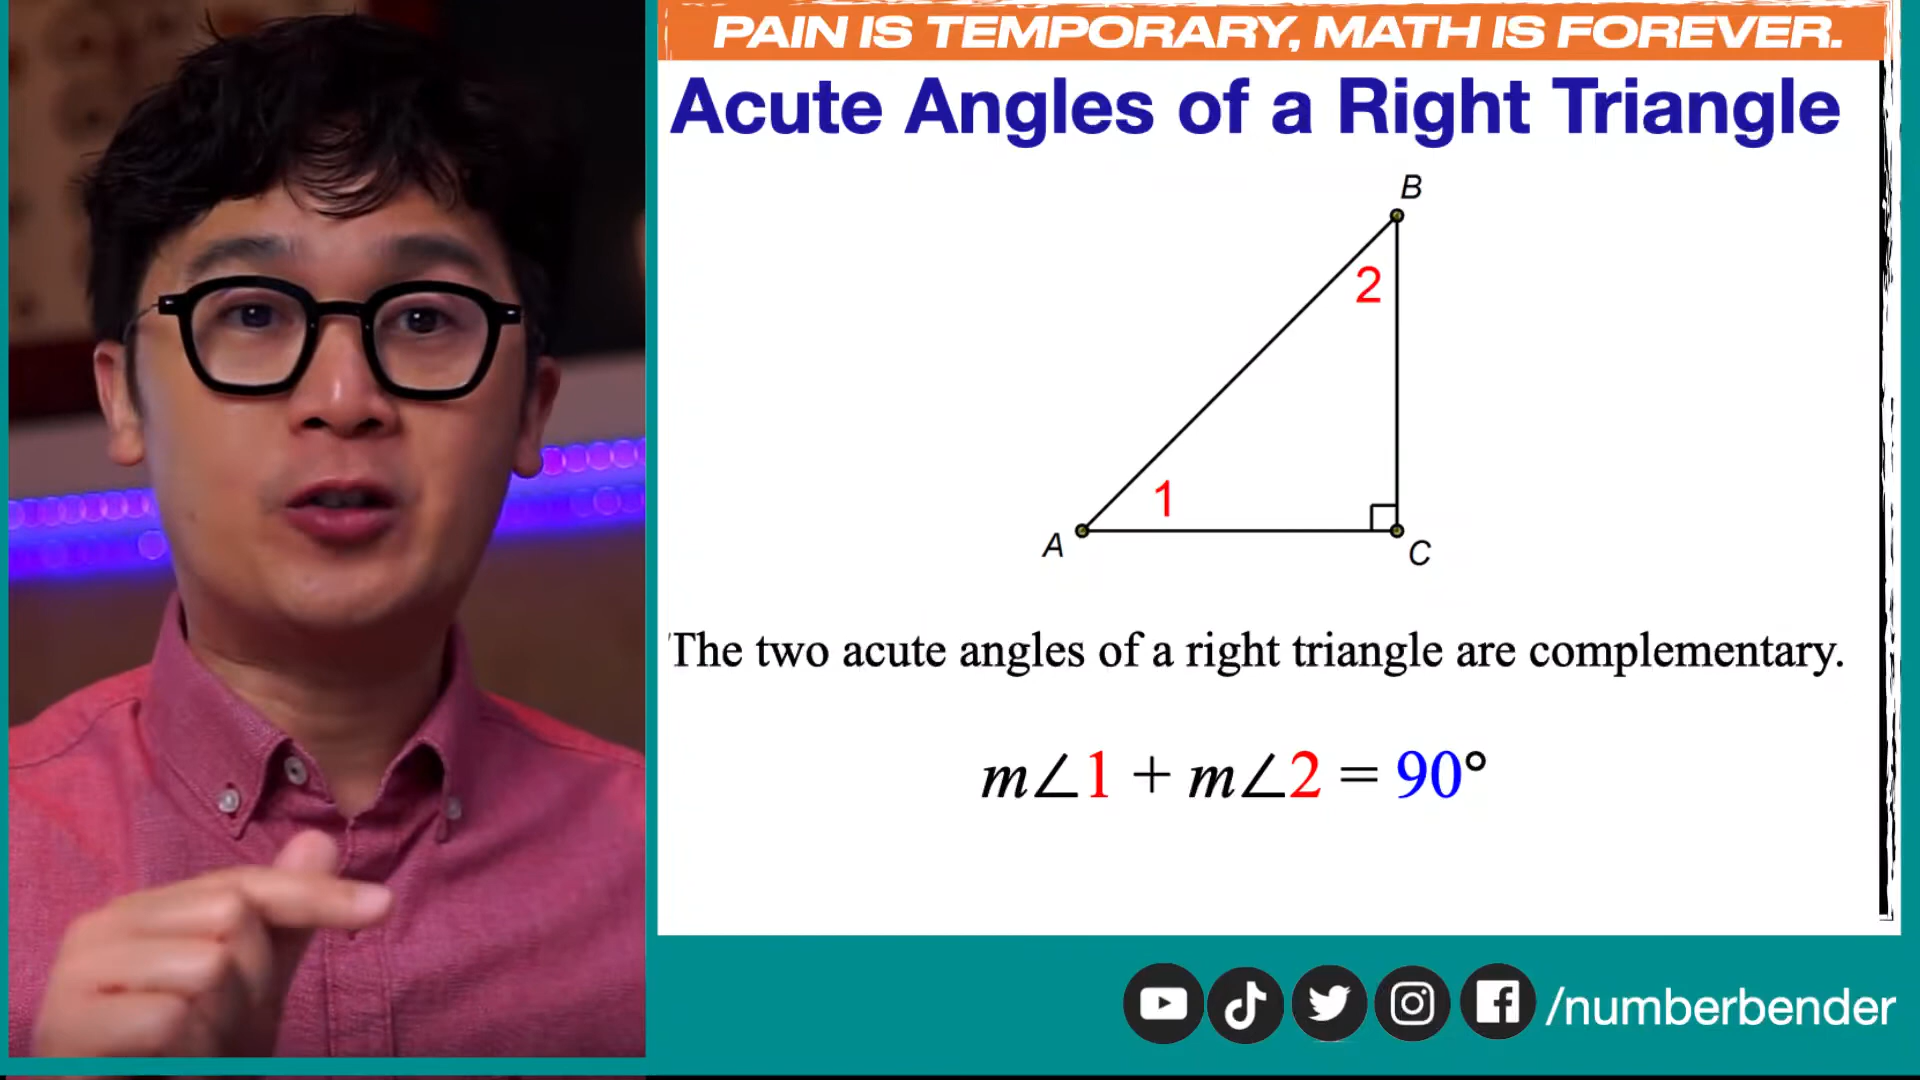 PAIN IS TEMPORARY, MATH IS FOREVER.
Acute Angles of a Right Triangle
B
2
1
A
C
The two acute angles of a right triangle are complementary.
m∠1 + m∠2 = 90°
/numberbender